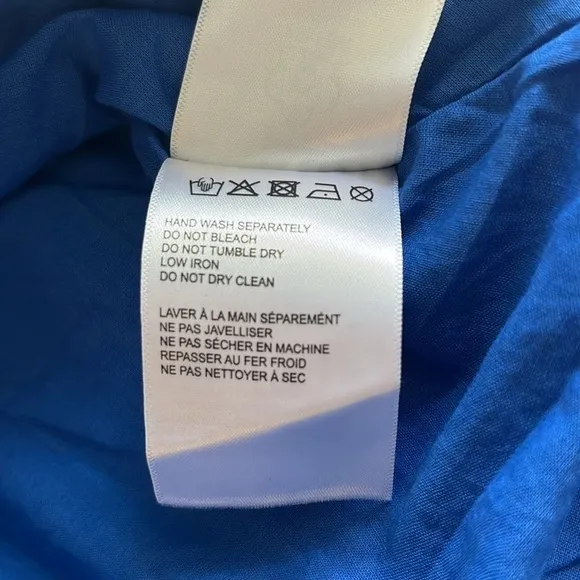 HAND WASH SEPARATELY
DO NOT BLEACH
DO NOT TUMBLE DRY
LOW IRON
DO NOT DRY CLEAN
LAVER À LA MAIN SÉPARÉMENT
NE PAS JAVELLISER
NE PAS SÉCHER EN MACHINE
REPASSER AU FER FROID
NE PAS NETTOYER À SEC